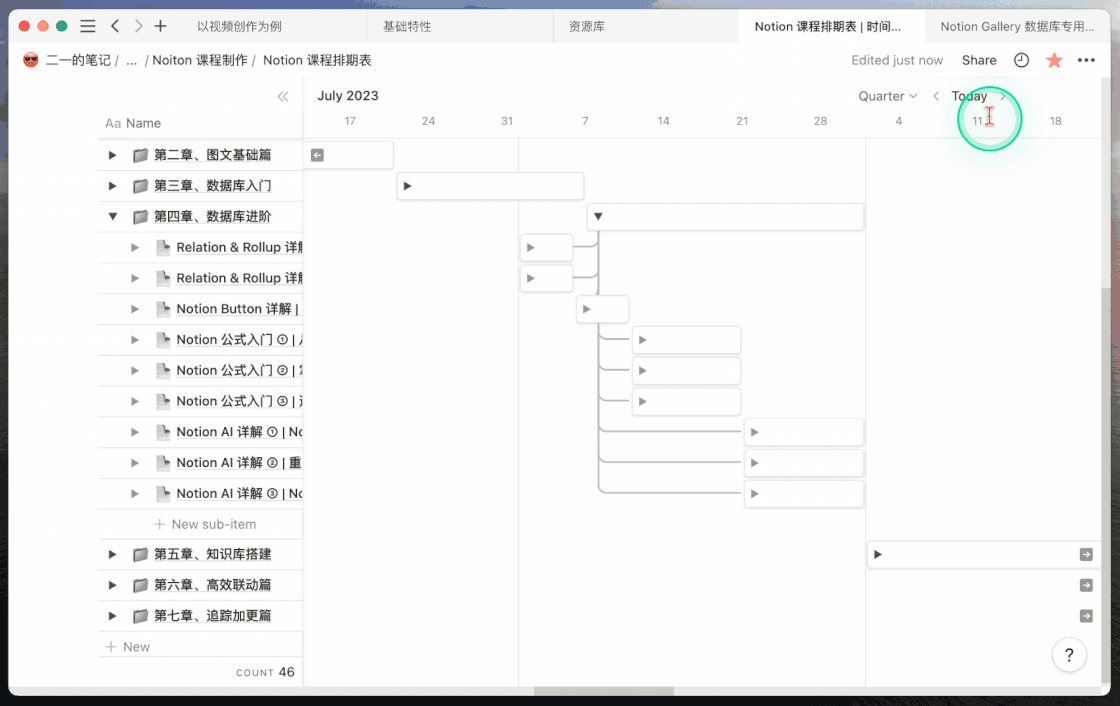 以视频创作为例 基础特性 资源库 Notion 课程排期表 | 时间... Notion Gallery 数据库专用...
二一的笔记 / ... / Noiton 课程制作 / Notion 课程排期表 Edited just now Share
July 2023 Quarter Today
Aa Name 17 24 31 7 14 21 28 4 11 18
第二章、图文基础篇
第三章、数据库入门
第四章、数据库进阶
Relation & Rollup 详解
Relation & Rollup 详解
Notion Button 详解 |
Notion 公式入门 ① |
Notion 公式入门 ② |
Notion 公式入门 ③ |
Notion AI 详解 ① | No
Notion AI 详解 ② | 重
Notion AI 详解 ③ | No
+ New sub-item
第五章、知识库搭建
第六章、高效联动篇
第七章、追踪加更篇
+ New
COUNT 46
?